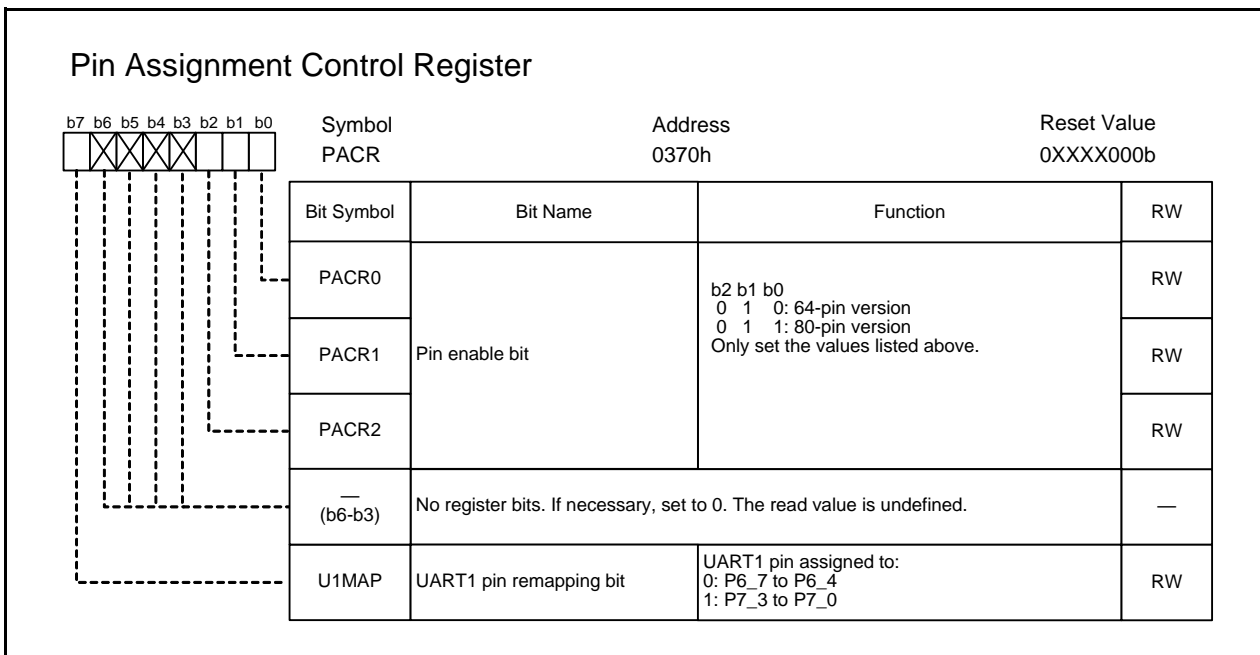 Pin Assignment Control Register
b7 b6 b5 b4 b3 b2 b1 b0
Symbol Address Reset Value
PACR 0370h 0XXXX000b
Bit Symbol Bit Name Function RW
PACR0 RW
PACR1 Pin enable bit RW
PACR2 RW
b2 b1 b0
0 1 0: 64-pin version
0 1 1: 80-pin version
Only set the values listed above.
—
(b6-b3) No register bits. If necessary, set to 0. The read value is undefined. —
U1MAP UART1 pin remapping bit RW
UART1 pin assigned to:
0: P6_7 to P6_4
1: P7_3 to P7_0